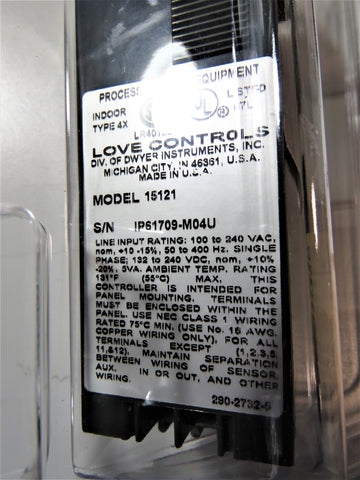 PROCESS EQUIPMENT
INDOOR LISTED
TYPE 4X
UL ®
LOVE CONTROLS
DIV. OF DWYER INSTRUMENTS, INC.
MICHIGAN CITY, IN 46361, U.S.A.
MADE IN U.S.A.
MODEL 15121
S/N IP61709-M04U
LINE INPUT RATING: 100 to 240 VAC,
nom, +10 -15%, 50 to 400 Hz. SINGLE
PHASE; 132 to 240 VDC, nom, +10%
-20%, 5VA. AMBIENT TEMP. RATING
131°F (55°C) MAX. THIS
CONTROLLER IS INTENDED FOR
PANEL MOUNTING. TERMINALS
MUST BE ENCLOSED WITHIN THE
PANEL. USE NEC CLASS 1 WIRING
RATED 75°C MIN. (USE No. 16 AWG.
COPPER WIRING ONLY). FOR ALL
TERMINALS EXCEPT (1,2,3,6,
11,&12). MAINTAIN SEPARATION
BETWEEN WIRING OF SENSOR,
AUX. IN OR OUT, AND OTHER
WIRING.
290-2732-5